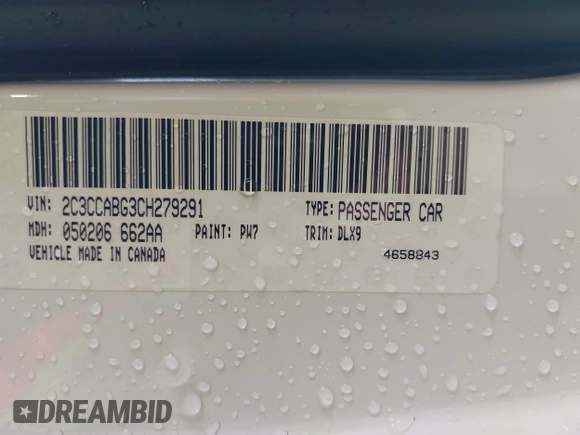 VIN: 2C3CCABG3CH279291 TYPE: PASSENGER CAR
MDH: 050206 662AA PAINT: PW7 TRIM: DLX9
VEHICLE MADE IN CANADA 4658843
DREAMBID